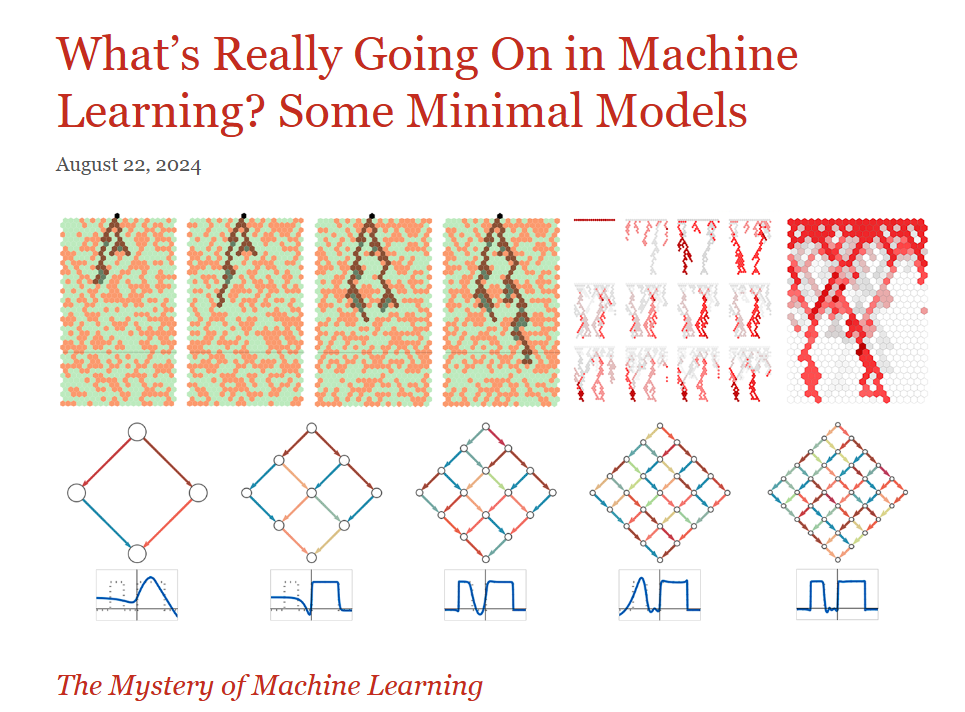 What’s Really Going On in Machine
Learning? Some Minimal Models
August 22, 2024
The Mystery of Machine Learning